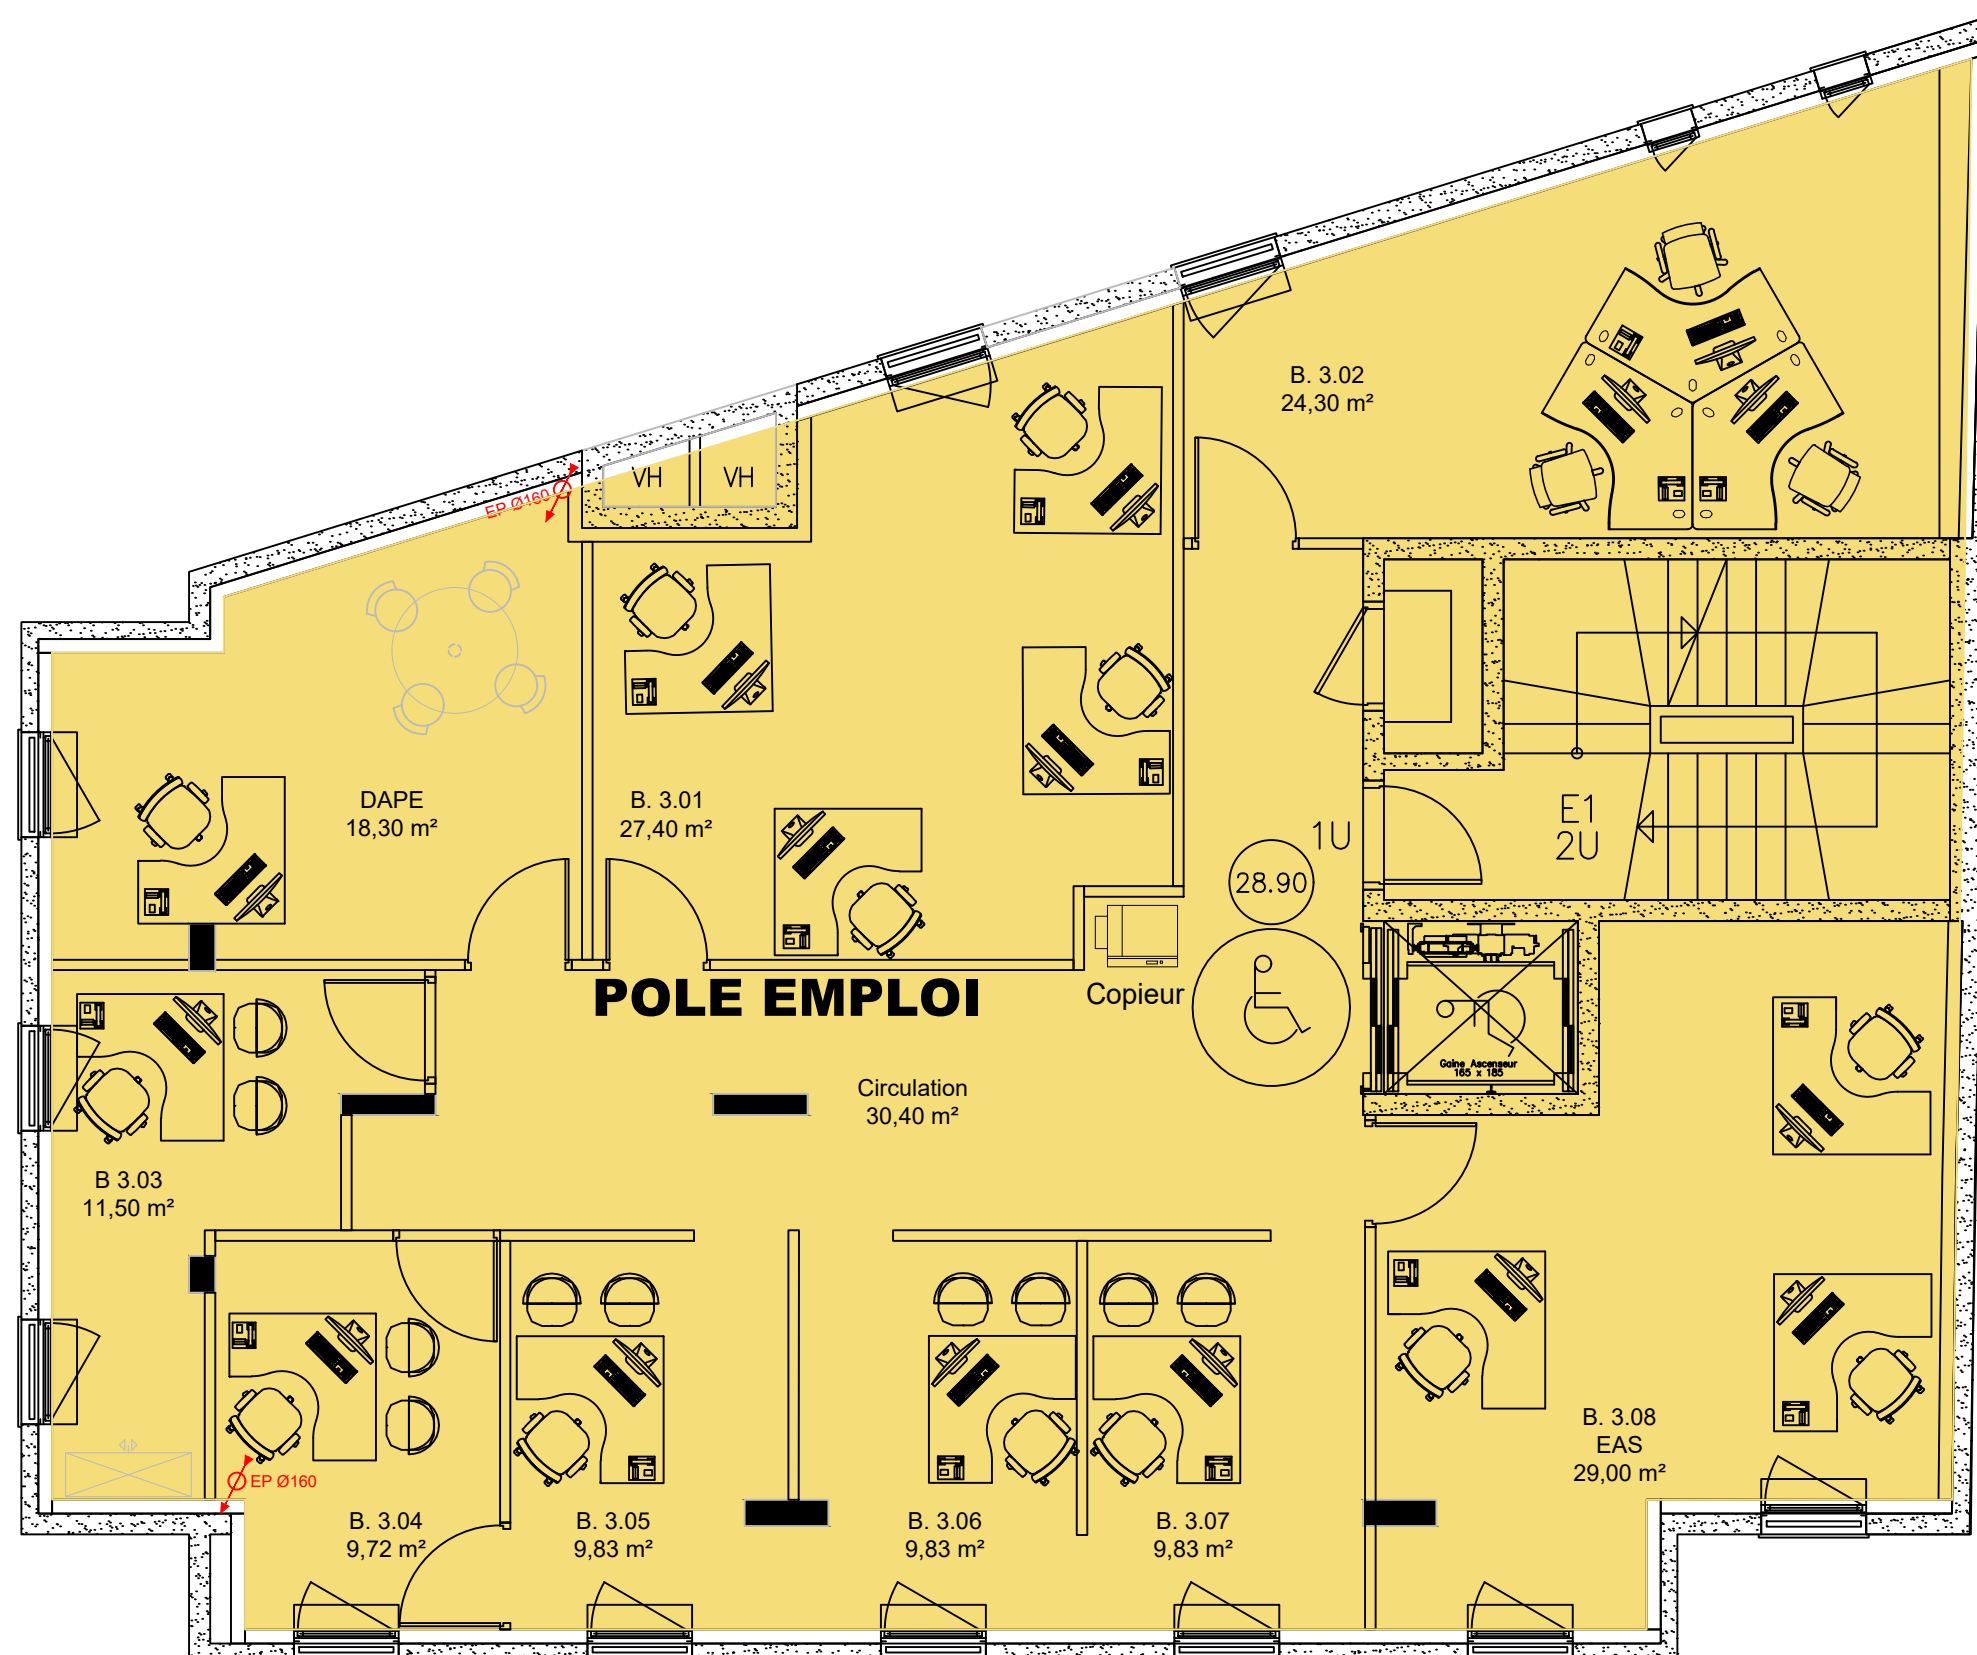 B. 3.02
24,30 m²
VH
VH
EP Ø160
DAPE
18,30 m²
B. 3.01
27,40 m²
1U
E1
2U
28.90
POLE EMPLOI
Copieur
Gaine Ascenseur
165 x 185
Circulation
30,40 m²
B 3.03
11,50 m²
B. 3.08
EAS
29,00 m²
EP Ø160
B. 3.04
9,72 m²
B. 3.05
9,83 m²
B. 3.06
9,83 m²
B. 3.07
9,83 m²